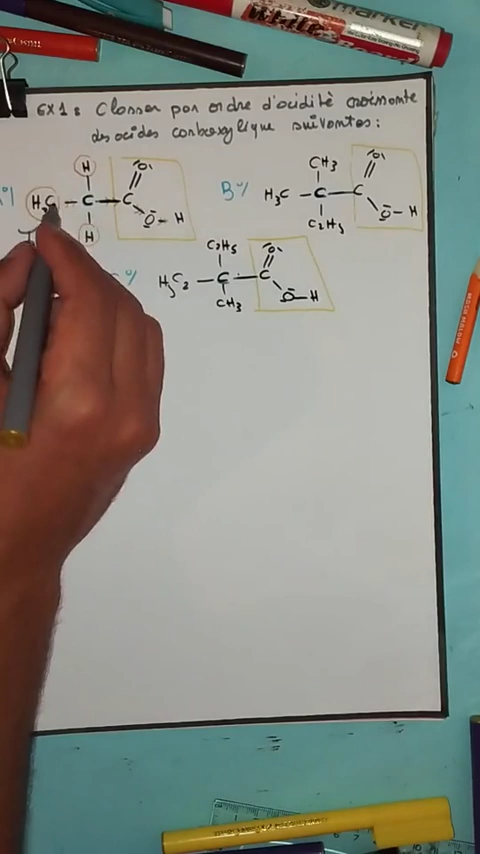 EX1: Classer par ordre d'acidité croissante
des acides carboxylique suivantes:
H CH3 O
O
H3C - C - C B% H3C - C - C
O - H O - H
H C2H5
C2H5 O
% H5C2 - C - C
CH3 O - H